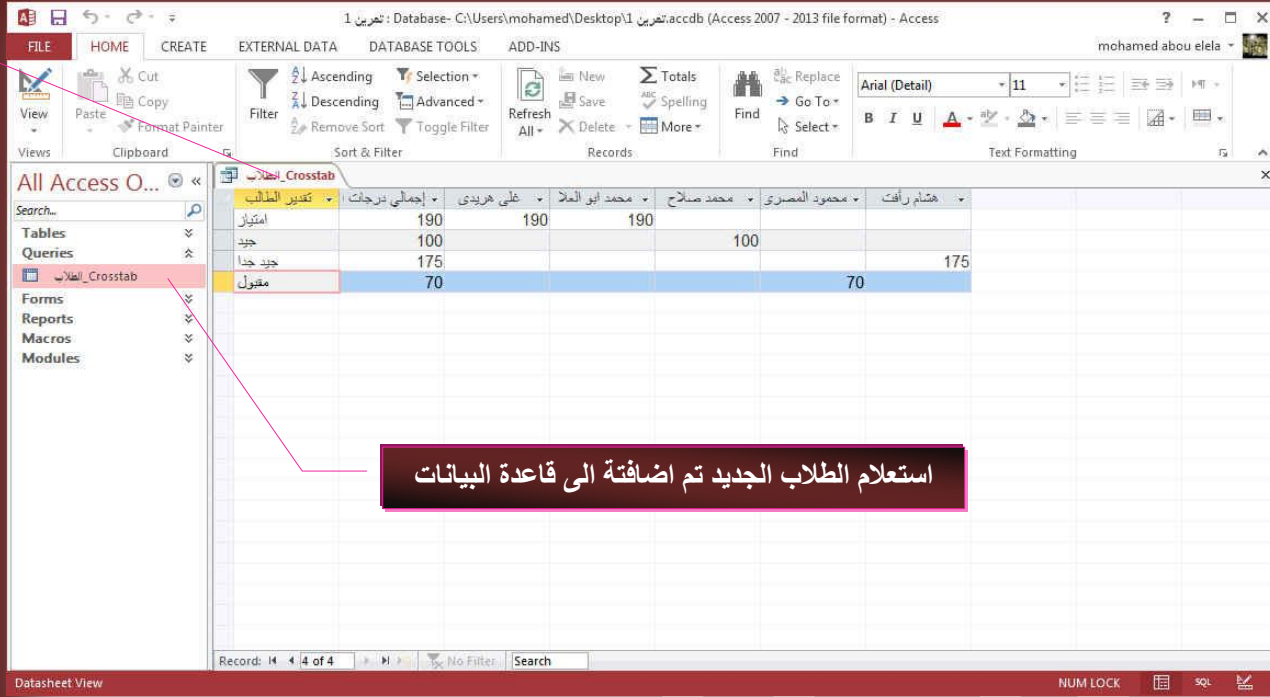 تمرين 1 : Database- C:\Users\mohamed\Desktop\تمرين 1.accdb (Access 2007 - 2013 file format) - Access
FILE HOME CREATE EXTERNAL DATA DATABASE TOOLS ADD-INS mohamed abou elela
View Paste Cut Copy Format Painter
Filter Ascending Descending Remove Sort Selection Advanced Toggle Filter
Refresh All New Save Delete Totals Spelling More
Find Replace Go To Select
Arial (Detail) 11
B I U A
Views Clipboard Sort & Filter Records Find Text Formatting
All Access O...
Search...
Tables
Queries
الطلاب_Crosstab
Forms
Reports
Macros
Modules
الطلاب_Crosstab
تقدير الطالب إجمالي درجات ا غلى هريدى محمد ابو العلا محمد صلاح محمود المصرى هشام رأفت
امتياز 190 190 190
جيد 100 100
جيد جدا 175 175
مقبول 70 70
استعلام الطلاب الجديد تم اضافتة الى قاعدة البيانات
Record: 4 of 4 No Filter Search
Datasheet View NUM LOCK SQL